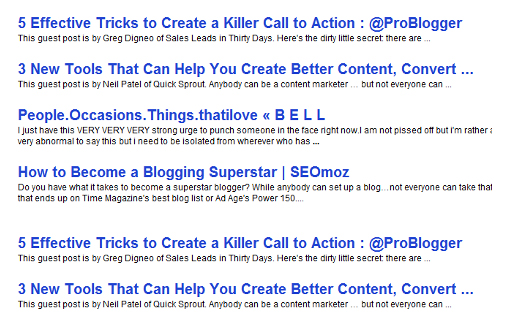 5 Effective Tricks to Create a Killer Call to Action : @ProBlogger
This guest post is by Greg Digneo of Sales Leads in Thirty Days. Here's the dirty little secret: there are ...
3 New Tools That Can Help You Create Better Content, Convert ...
This guest post is by Neil Patel of Quick Sprout. Anybody can be a content marketer … but not everyone can ...
People.Occasions.Things.thatilove « B E L L
I just have this VERY VERY VERY strong urge to punch someone in the face right now.I am not pissed off but i'm rather a
very abnormal to say this but i need to be isolated from wherever who has ...
How to Become a Blogging Superstar | SEOmoz
Do you have what it takes to become a superstar blogger? While anybody can set up a blog…not everyone can take that
that ends up on Time Magazine's best blog list or Ad Age's Power 150....
5 Effective Tricks to Create a Killer Call to Action : @ProBlogger
This guest post is by Greg Digneo of Sales Leads in Thirty Days. Here's the dirty little secret: there are ...
3 New Tools That Can Help You Create Better Content, Convert ...
This guest post is by Neil Patel of Quick Sprout. Anybody can be a content marketer … but not everyone can ...